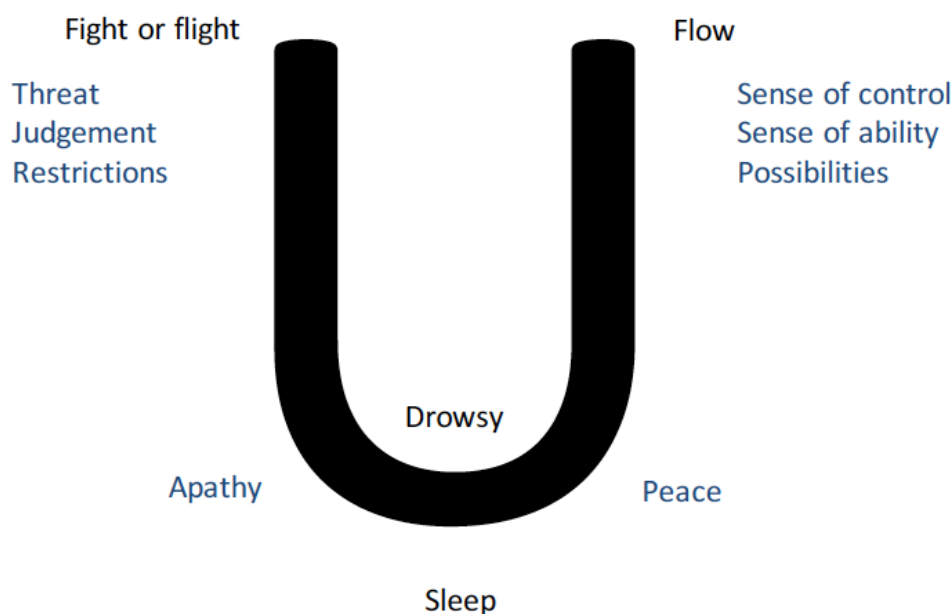 Fight or flight
Flow
Threat
Judgement
Restrictions
Sense of control
Sense of ability
Possibilities
Drowsy
Apathy
Peace
Sleep